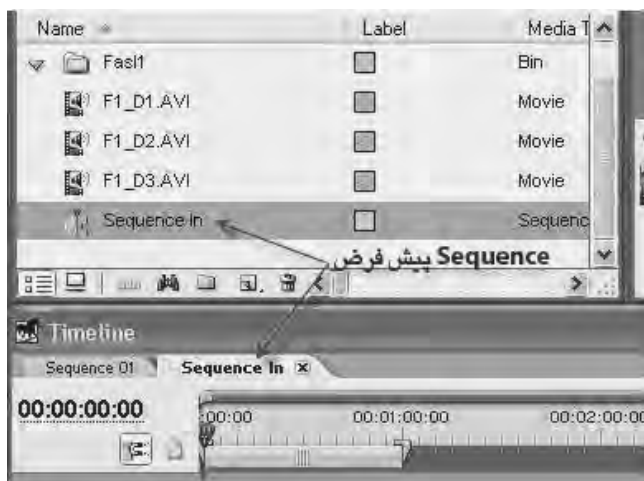 Name Label Media T
Fasl1 Bin
F1_D1.AVI Movie
F1_D2.AVI Movie
F1_D3.AVI Movie
Sequence In Sequenc
Sequence پیش فرض
Timeline
Sequence 01 Sequence In
00:00:00:00 :00:00 00:01:00:00 00:02:00:00